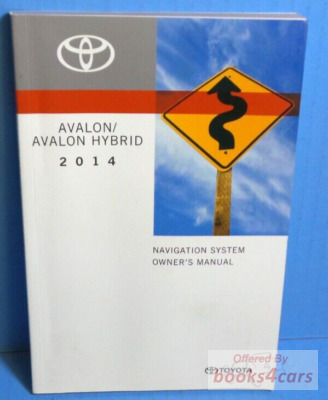 AVALON/
AVALON HYBRID
2014
NAVIGATION SYSTEM
OWNER'S MANUAL
TOYOTA
Offered By
books4cars